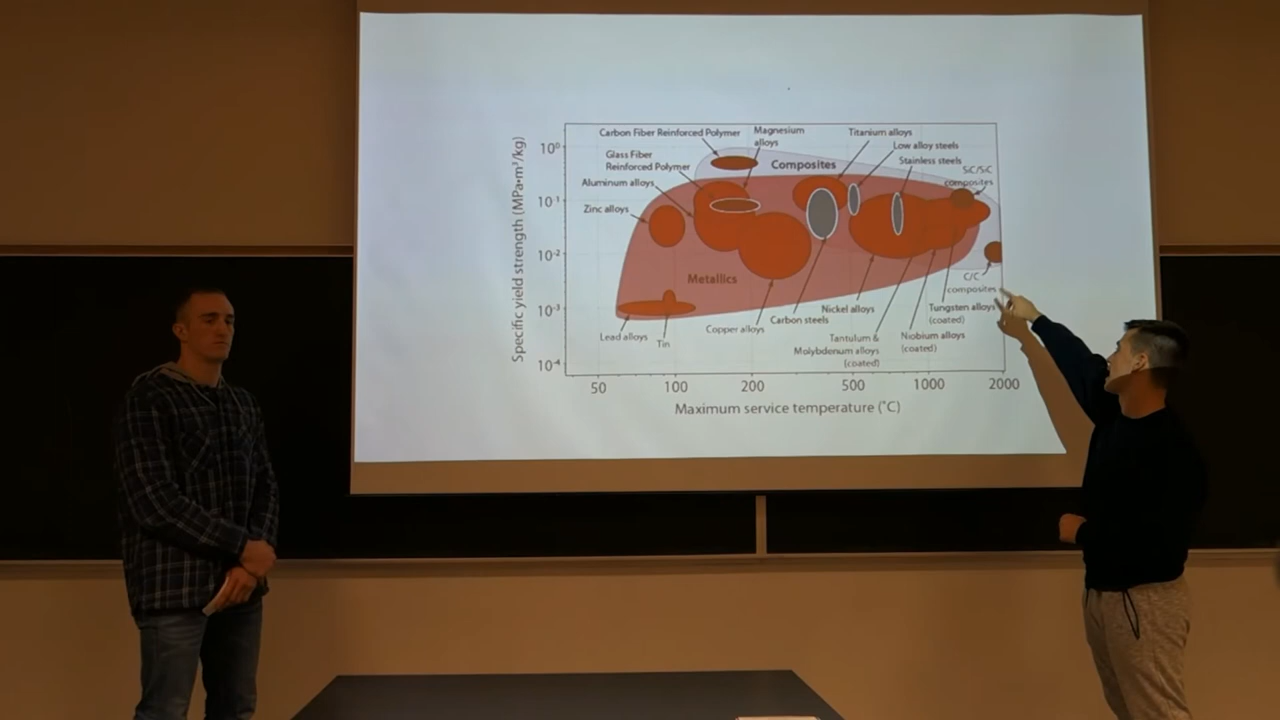 Carbon Fiber Reinforced Polymer
Magnesium
alloys
Titanium alloys
Low alloy steels
Glass Fiber
Reinforced Polymer
Composites
Stainless steels
SiC/SiC
composites
Aluminum alloys
Zinc alloys
Metallics
C/C
composites
Lead alloys
Tin
Copper alloys
Carbon steels
Nickel alloys
Tungsten alloys
(coated)
Tantulum &
Molybdenum alloys
(coated)
Niobium alloys
(coated)
Specific yield strength (MPa•m³/kg)
10⁰
10⁻¹
10⁻²
10⁻³
10⁻⁴
50 100 200 500 1000 2000
Maximum service temperature (˚C)